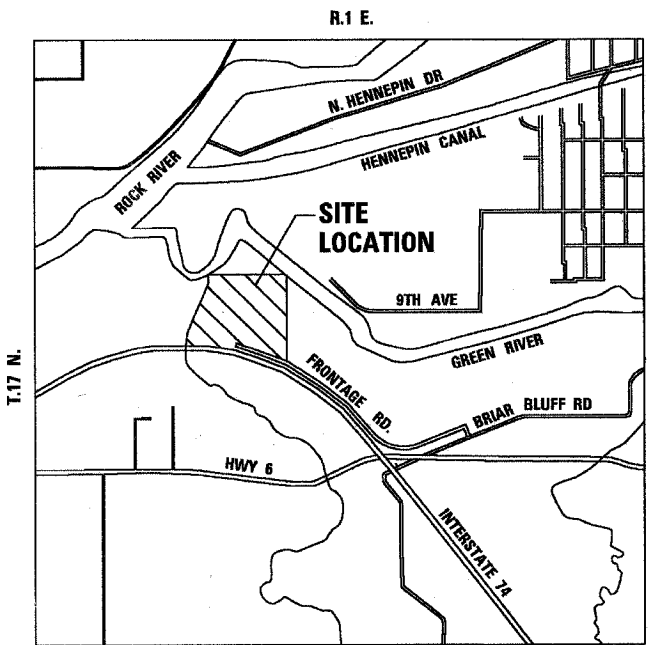 R.1 E.
N. HENNEPIN DR
HENNEPIN CANAL
ROCK RIVER
SITE
LOCATION
9TH AVE
GREEN RIVER
T.17 N.
FRONTAGE RD.
BRIAR BLUFF RD
HWY 6
INTERSTATE 74